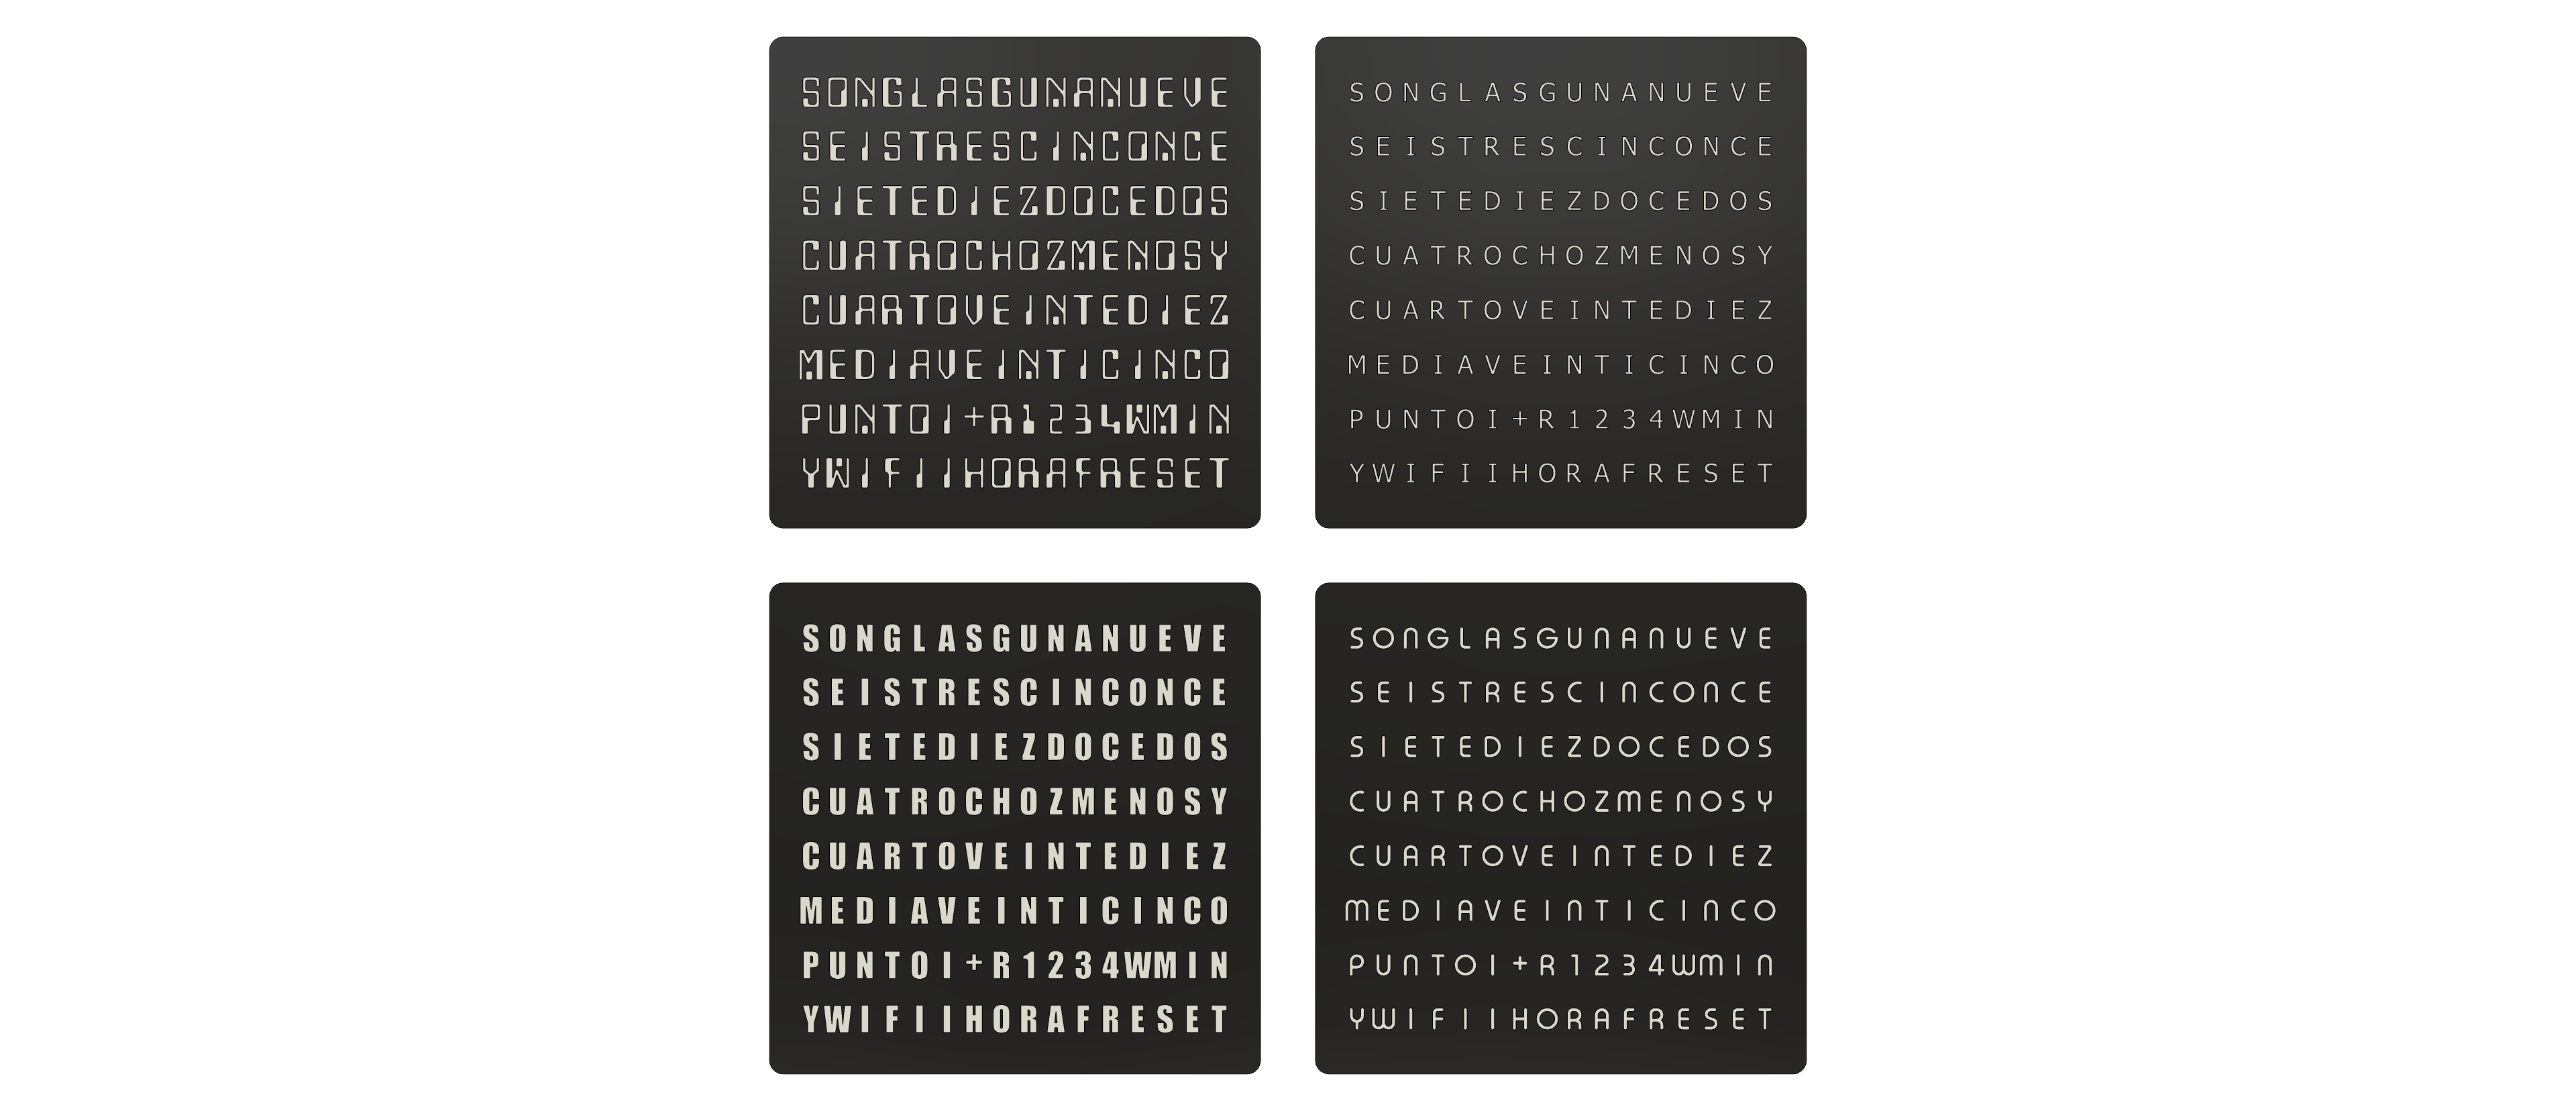 SONGLASGUNANUEVE
SEISTRESCINCONCE
SIETEDIEZDOCEDOS
CUATROCHOZMENOSY
CUARTOVEINTEDIEZ
MEDIAVEINTICINCO
PUNTOI+R1234WMIN
YWIFIIHORAFRESET
SONGLASGUNANUEVE
SEISTRESCINCONCE
SIETEDIEZDOCEDOS
CUATROCHOZMENOSY
CUARTOVEINTEDIEZ
MEDIAVEINTICINCO
PUNTOI+R1234WMIN
YWIFIIHORAFRESET
SONGLASGUNANUEVE
SEISTRESCINCONCE
SIETEDIEZDOCEDOS
CUATROCHOZMENOSY
CUARTOVEINTEDIEZ
MEDIAVEINTICINCO
PUNTOI+R1234WMIN
YWIFIIHORAFRESET
SONGLASGUNANUEVE
SEISTRESCINCONCE
SIETEDIEZDOCEDOS
CUATROCHOZMENOSY
CUARTOVEINTEDIEZ
MEDIAVEINTICINCO
PUNTOI+R1234WMIN
YWIFIIHORAFRESET